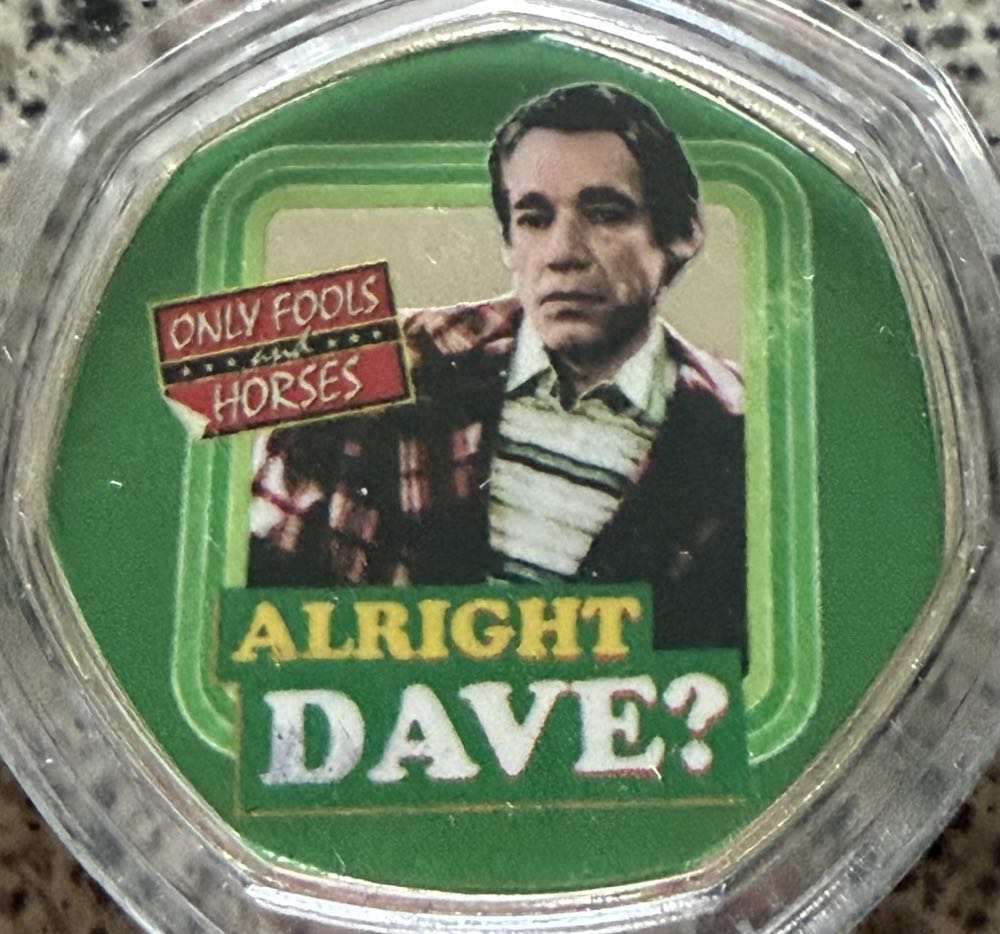 ONLY FOOLS
and
HORSES
ALRIGHT
DAVE?